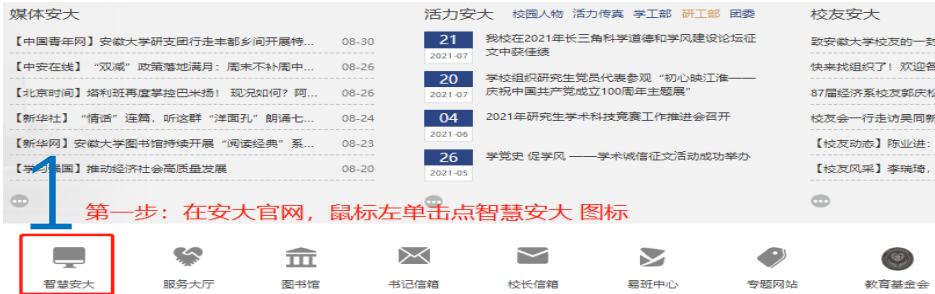 媒体安大
【中国青年网】安徽大学研支团行走丰都乡间开展特... 08-30
【中安在线】 “双减”政策落地满月：周末不补周中... 08-26
【北京时间】塔利班再度掌控巴米扬！ 现况如何？阿... 08-26
【新华社】 “情话”连篇，听这群“洋面孔”朗诵七... 08-24
【新华网】安徽大学图书馆持续开展“阅读经典”系... 08-23
【学习强国】推动经济社会高质量发展 08-20
活力安大 校园人物 活力传真 学工部 研工部 团委
21
2021-07
我校在2021年长三角科学道德和学风建设论坛征
文中获佳绩
20
2021-07
学校组织研究生党员代表参观“初心映江淮——
庆祝中国共产党成立100周年主题展”
04
2021-06
2021年研究生学术科技竞赛工作推进会召开
26
2021-05
学党史 促学风 ——学术诚信征文活动成功举办
校友安大
致安徽大学校友的一封
快来找组织了！欢迎各
87届经济系校友郭庆松
校友会一行走访吴同新
【校友动态】陈业进：
【校友风采】李瑞琦，
1
第一步：在安大官网，鼠标左单击点智慧安大 图标
智慧安大 服务大厅 图书馆 书记信箱 校长信箱 易班中心 专题网站 教育基金会